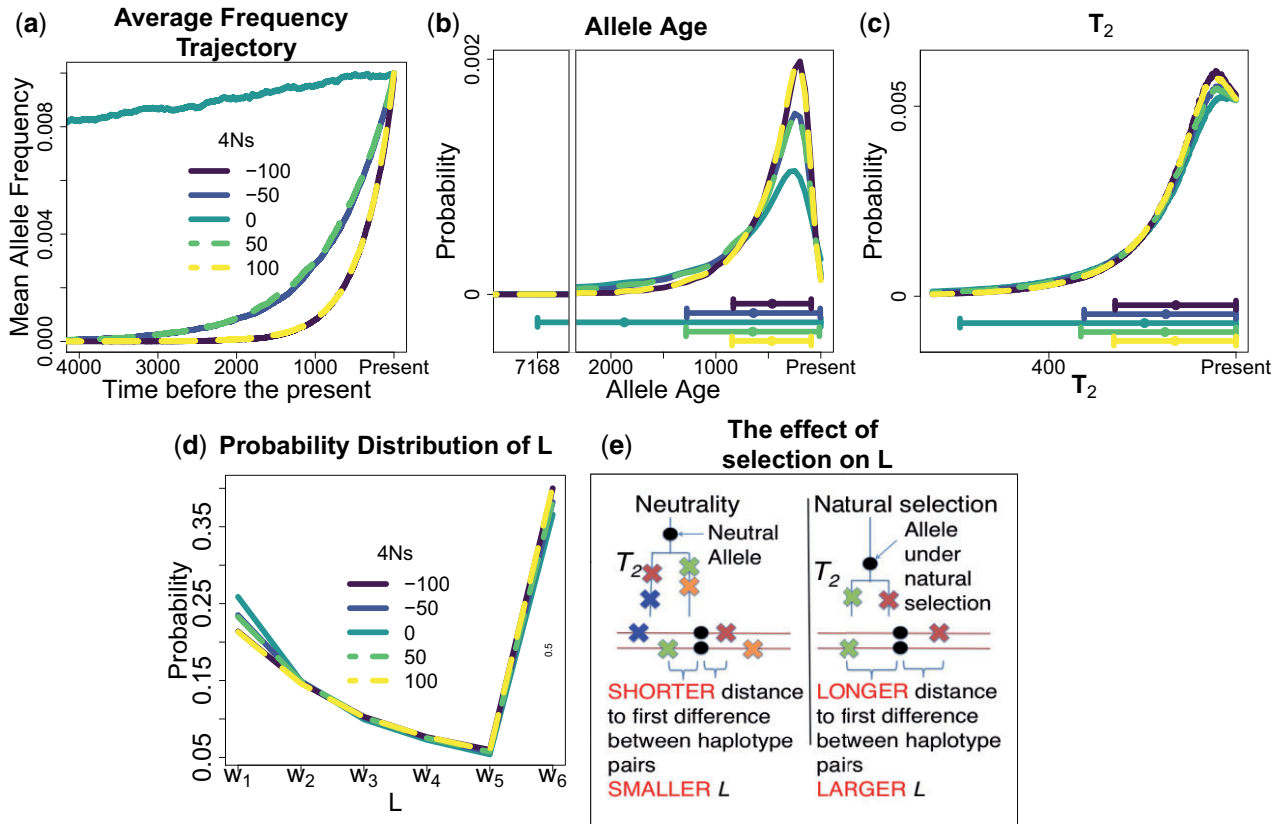 (a) Average Frequency
Trajectory
Mean Allele Frequency
0.008
0.004
0.000
4Ns
−100
−50
0
50
100
4000 3000 2000 1000 Present
Time before the present
(b) Allele Age
Probability
0.002
0
7168 2000 1000 Present
Allele Age
(c) T2
Probability
0.005
0
400 Present
T2
(d) Probability Distribution of L
Probability
0.35
0.25
0.15
0.05
4Ns
−100
−50
0
50
100
0.5
w1 w2 w3 w4 w5 w6
L
(e) The effect of
selection on L
Neutrality
Neutral
Allele
T2
SHORTER distance
to first difference
between haplotype
pairs
SMALLER L
Natural selection
Allele
under
natural
selection
T2
LONGER distance
to first difference
between haplotype
pairs
LARGER L